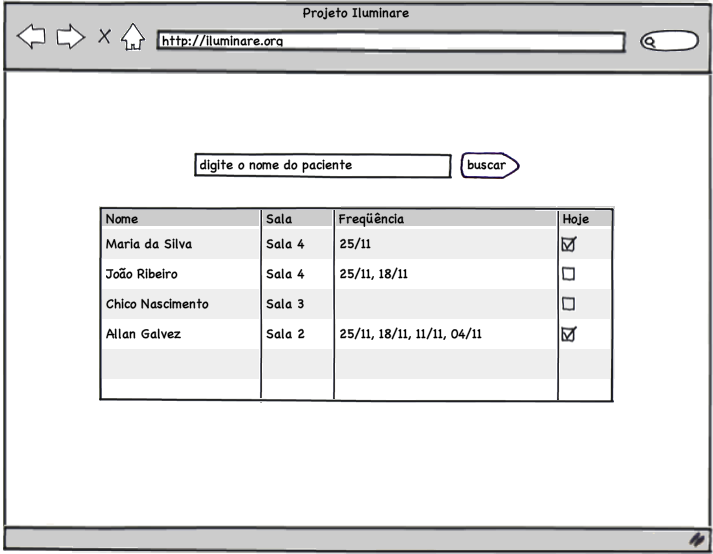 Projeto Iluminare
http://iluminare.org
digite o nome do paciente buscar
Nome Sala Freqüência Hoje
Maria da Silva Sala 4 25/11
João Ribeiro Sala 4 25/11, 18/11
Chico Nascimento Sala 3
Allan Galvez Sala 2 25/11, 18/11, 11/11, 04/11